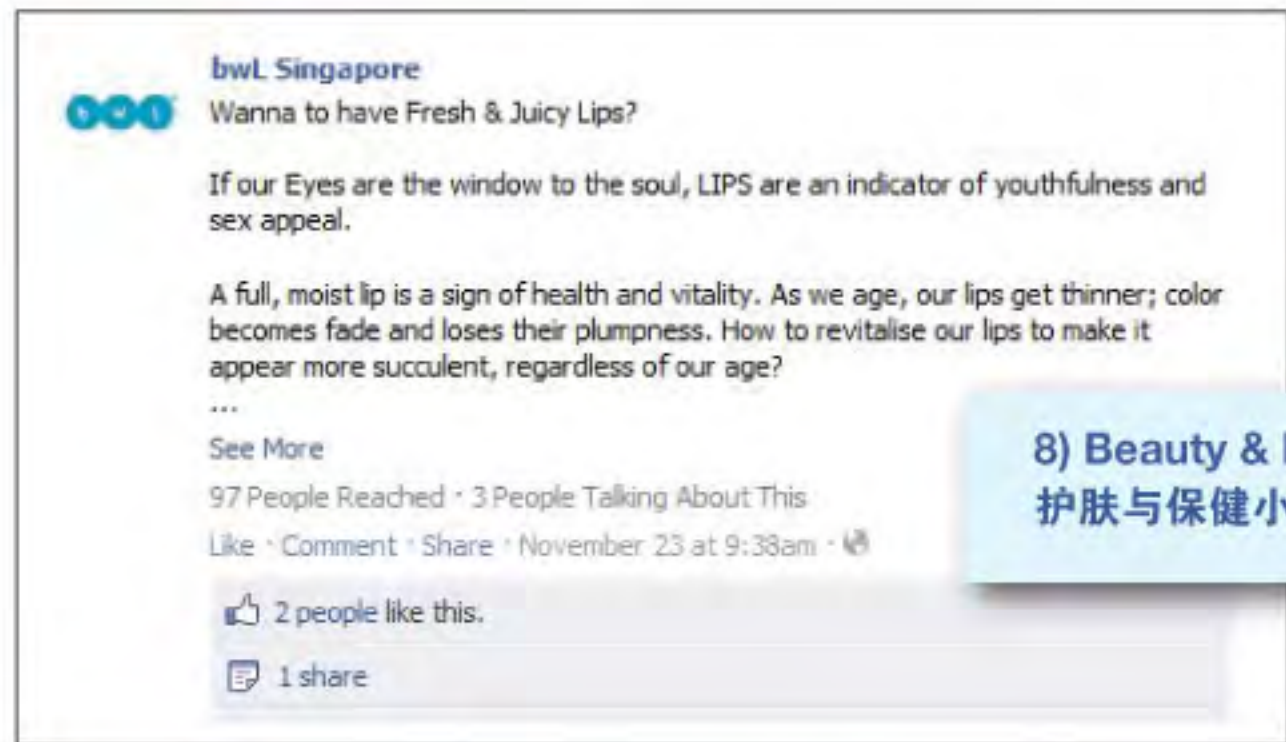 bwL Singapore
bwl
Wanna to have Fresh & Juicy Lips?
If our Eyes are the window to the soul, LIPS are an indicator of youthfulness and
sex appeal.
A full, moist lip is a sign of health and vitality. As we age, our lips get thinner; color
becomes fade and loses their plumpness. How to revitalise our lips to make it
appear more succulent, regardless of our age?
...
See More
97 People Reached · 3 People Talking About This
Like · Comment · Share · November 23 at 9:38am ·
2 people like this.
1 share
8) Beauty &
护肤与保健小